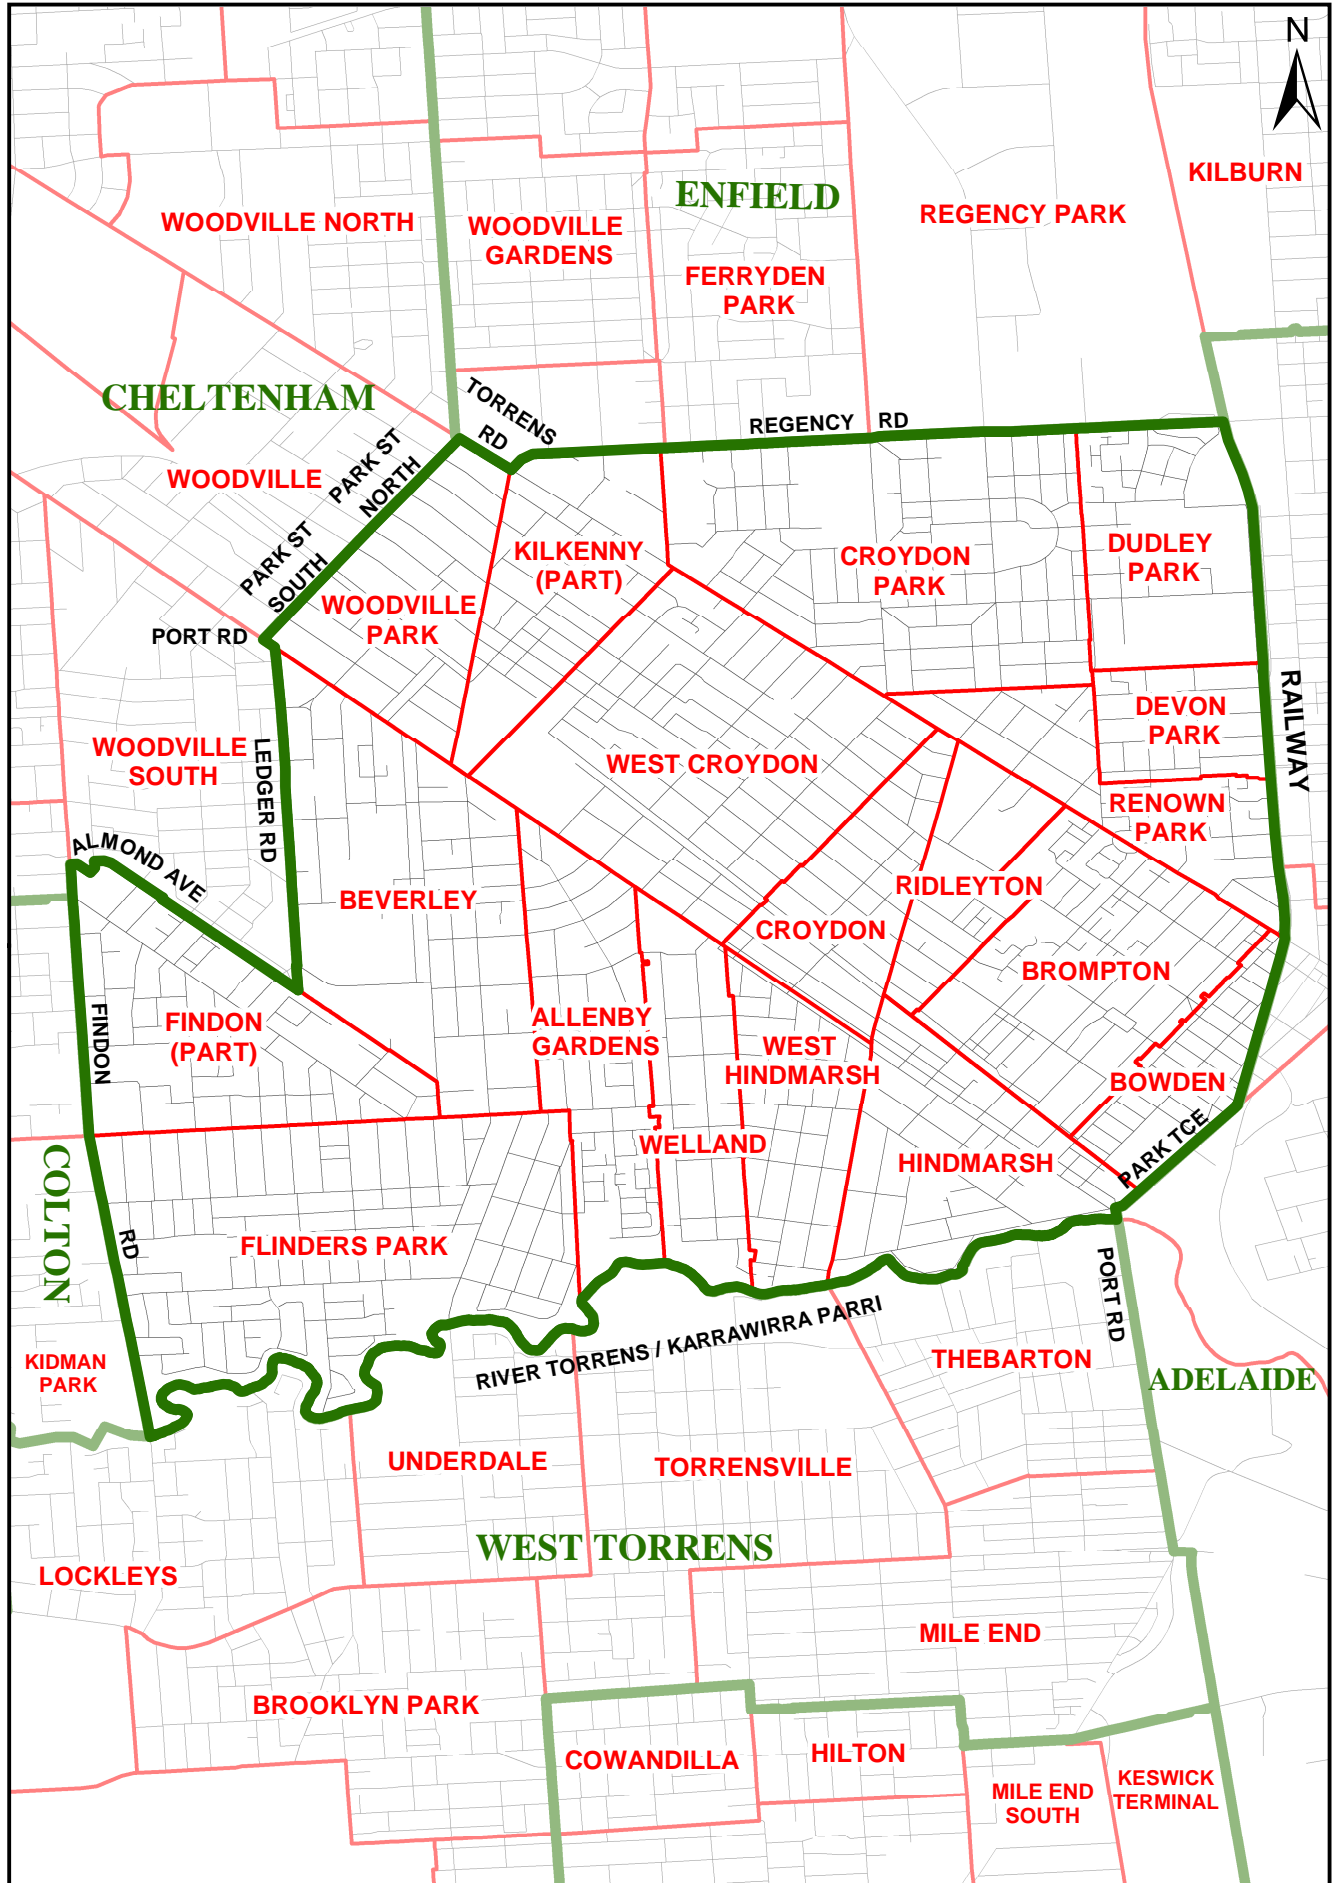 N
KILBURN
ENFIELD
REGENCY PARK
WOODVILLE NORTH
WOODVILLE
GARDENS
FERRYDEN
PARK
CHELTENHAM
TORRENS
RD
REGENCY RD
PARK ST
NORTH
WOODVILLE
PARK ST
SOUTH
KILKENNY
(PART)
CROYDON
PARK
DUDLEY
PARK
WOODVILLE
PARK
PORT RD
RAILWAY
DEVON
PARK
WOODVILLE
SOUTH
LEDGER RD
WEST CROYDON
RENOWN
PARK
ALMOND AVE
BEVERLEY
RIDLEYTON
CROYDON
BROMPTON
FINDON
FINDON
(PART)
ALLENBY
GARDENS
WEST
HINDMARSH
BOWDEN
WELLAND
HINDMARSH
PARK TCE
COLTON
RD
FLINDERS PARK
PORT RD
RIVER TORRENS / KARRAWIRRA PARRI
KIDMAN
PARK
THEBARTON
ADELAIDE
UNDERDALE
TORRENSVILLE
WEST TORRENS
LOCKLEYS
MILE END
BROOKLYN PARK
COWANDILLA
HILTON
MILE END
SOUTH
KESWICK
TERMINAL